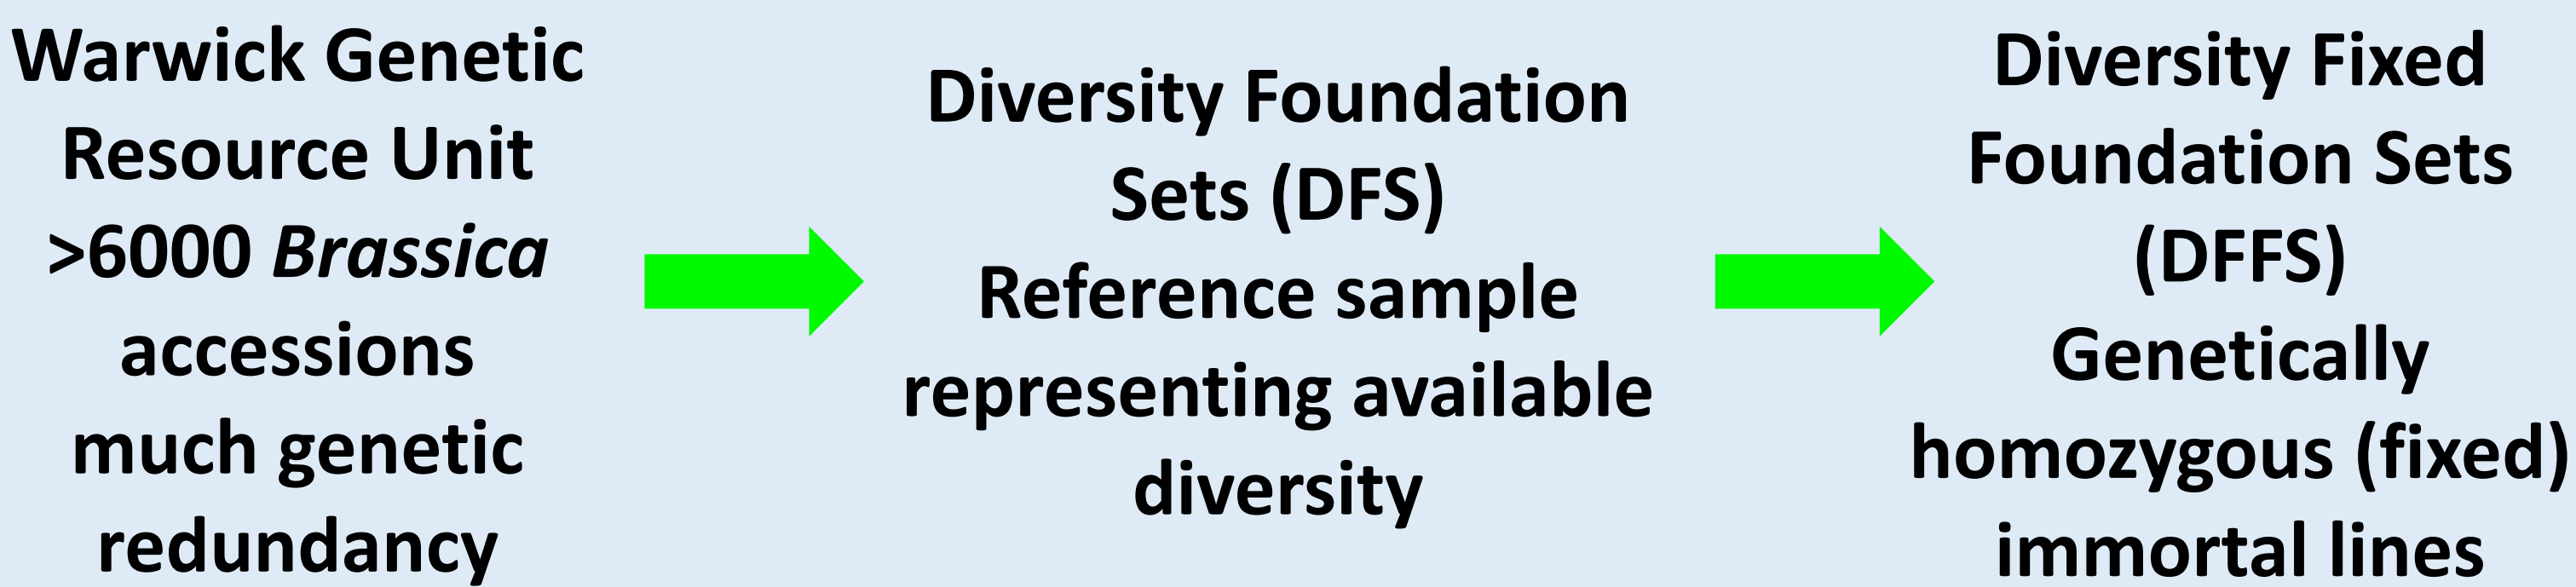 Warwick Genetic
Resource Unit
>6000 Brassica
accessions
much genetic
redundancy
Diversity Foundation
Sets (DFS)
Reference sample
representing available
diversity
Diversity Fixed
Foundation Sets
(DFFS)
Genetically
homozygous (fixed)
immortal lines